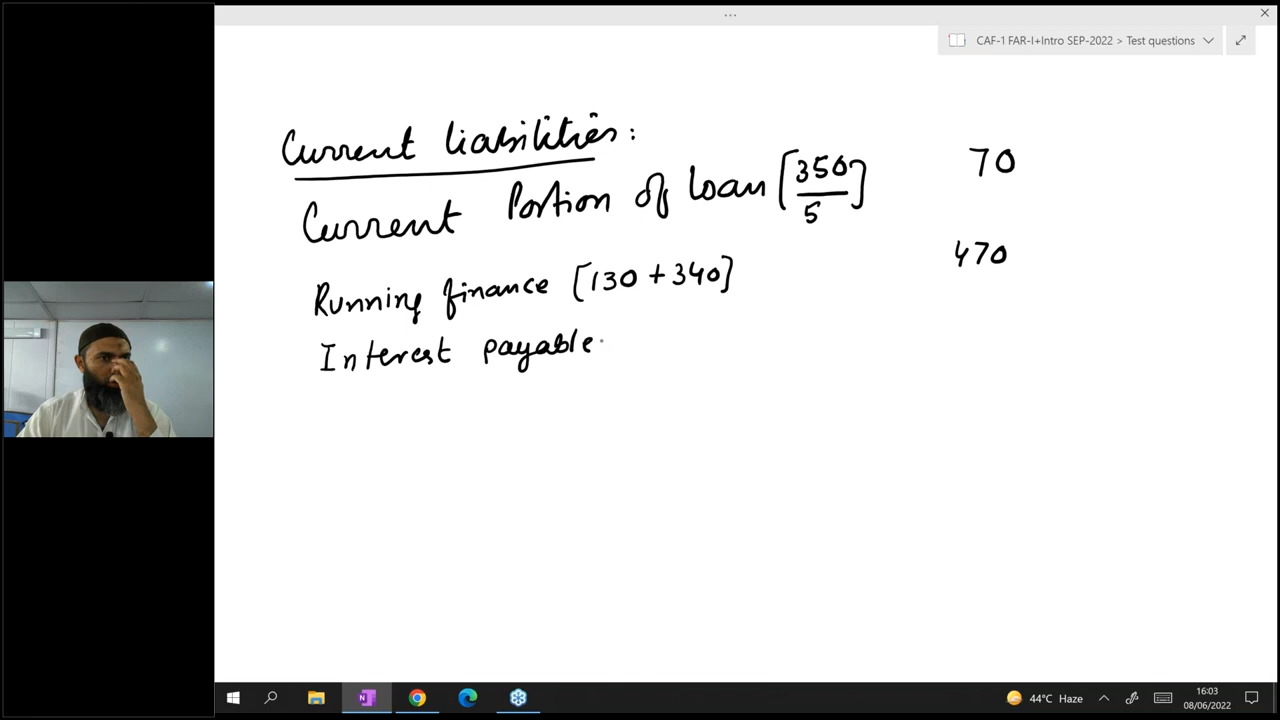 CAF-1 FAR-I+Intro SEP-2022 > Test questions
Current liabilities:
Current Portion of loan [350/5] 70
Running finance [130 + 340] 470
Interest payable
44°C Haze
16:03
08/06/2022